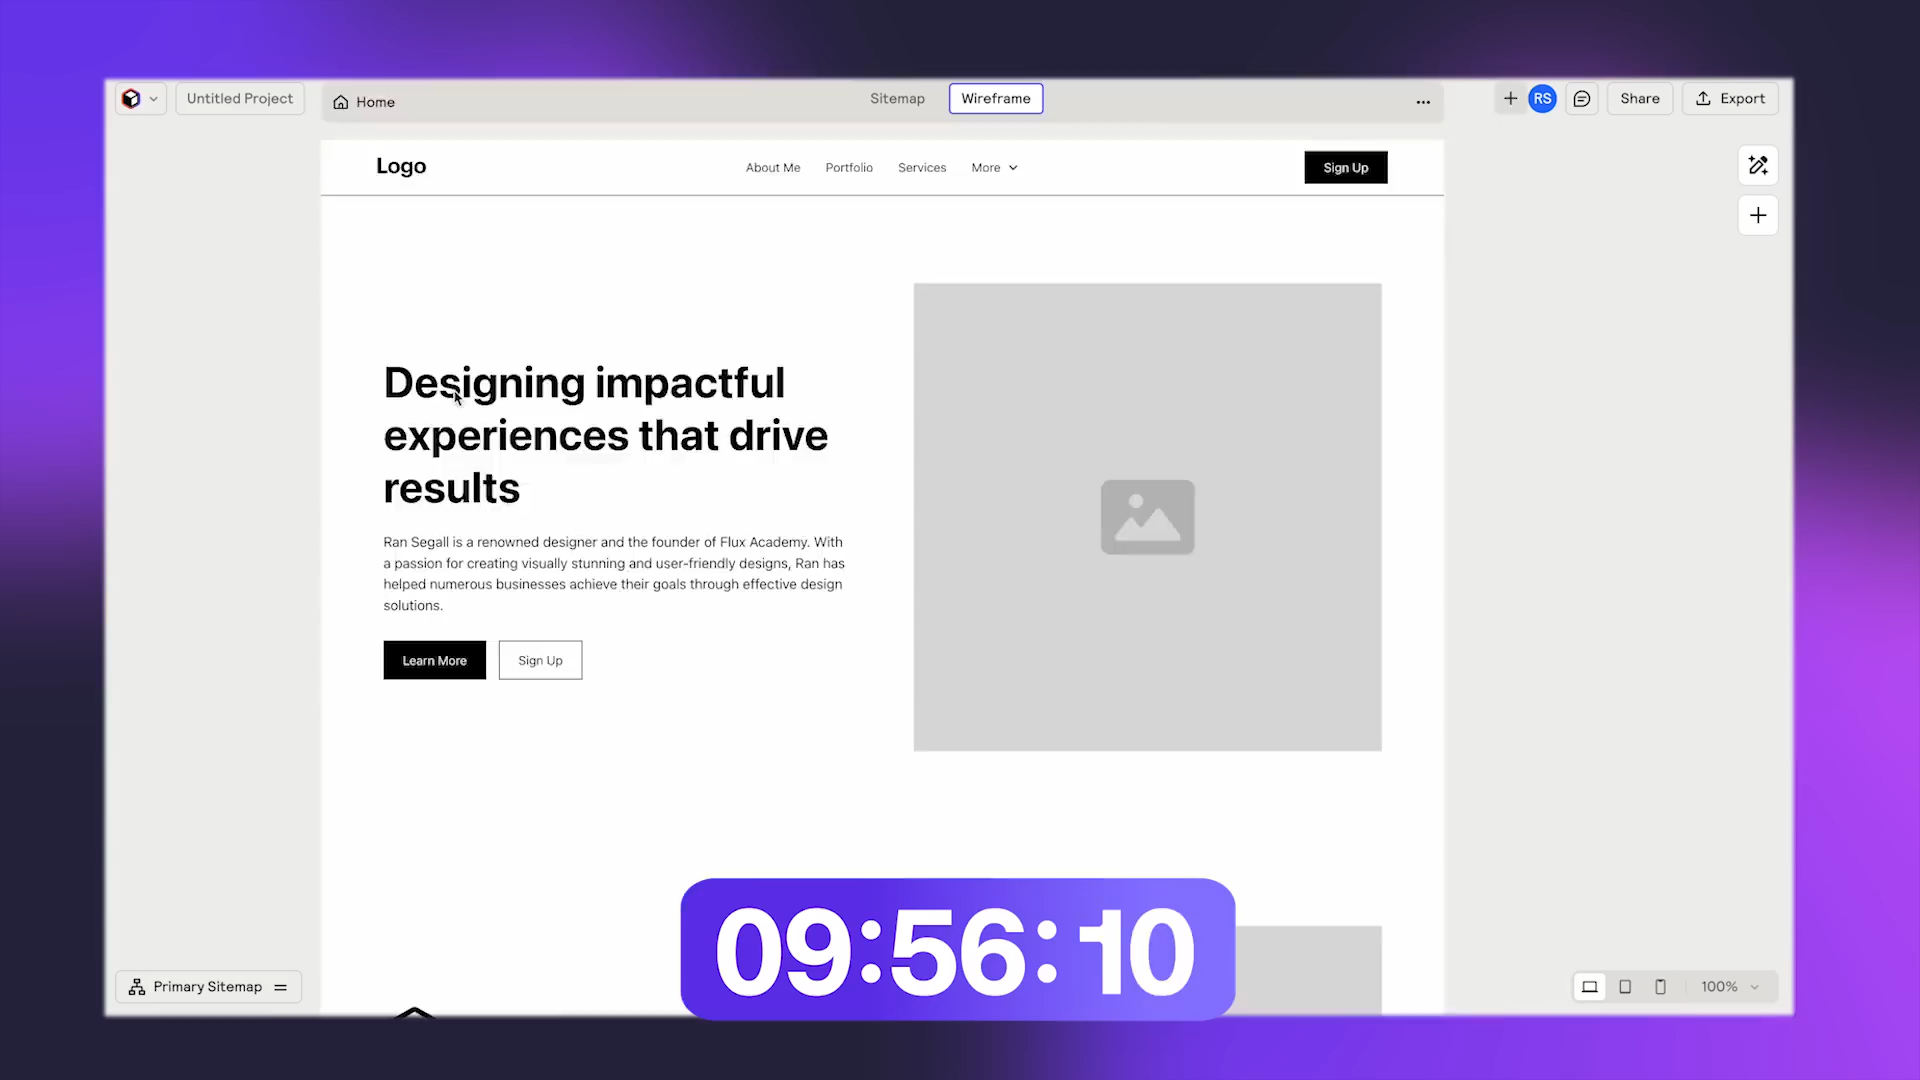 Untitled Project
Home
Sitemap
Wireframe
RS
Share
Export
Logo
About Me
Portfolio
Services
More
Sign Up
Designing impactful
experiences that drive
results
Ran Segall is a renowned designer and the founder of Flux Academy. With
a passion for creating visually stunning and user-friendly designs, Ran has
helped numerous businesses achieve their goals through effective design
solutions.
Learn More
Sign Up
09:56:10
Primary Sitemap
100%